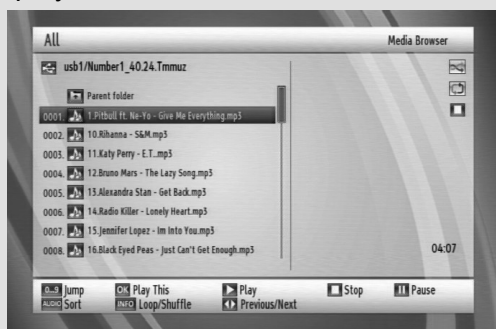 All
Media Browser
usb1/Number1_40.24.Tmmuz
Parent folder
0001. 1.Pitbull ft. Ne-Yo - Give Me Everything.mp3
0002. 10.Rihanna - S&M.mp3
0003. 11.Katy Perry - E.T..mp3
0004. 12.Bruno Mars - The Lazy Song.mp3
0005. 13.Alexandra Stan - Get Back.mp3
0006. 14.Radio Killer - Lonely Heart.mp3
0007. 15.Jennifer Lopez - Im Into You.mp3
0008. 16.Black Eyed Peas - Just Can't Get Enough.mp3
04:07
0...9 Jump OK Play This Play Stop Pause
AUDIO Sort INFO Loop/Shuffle Previous/Next